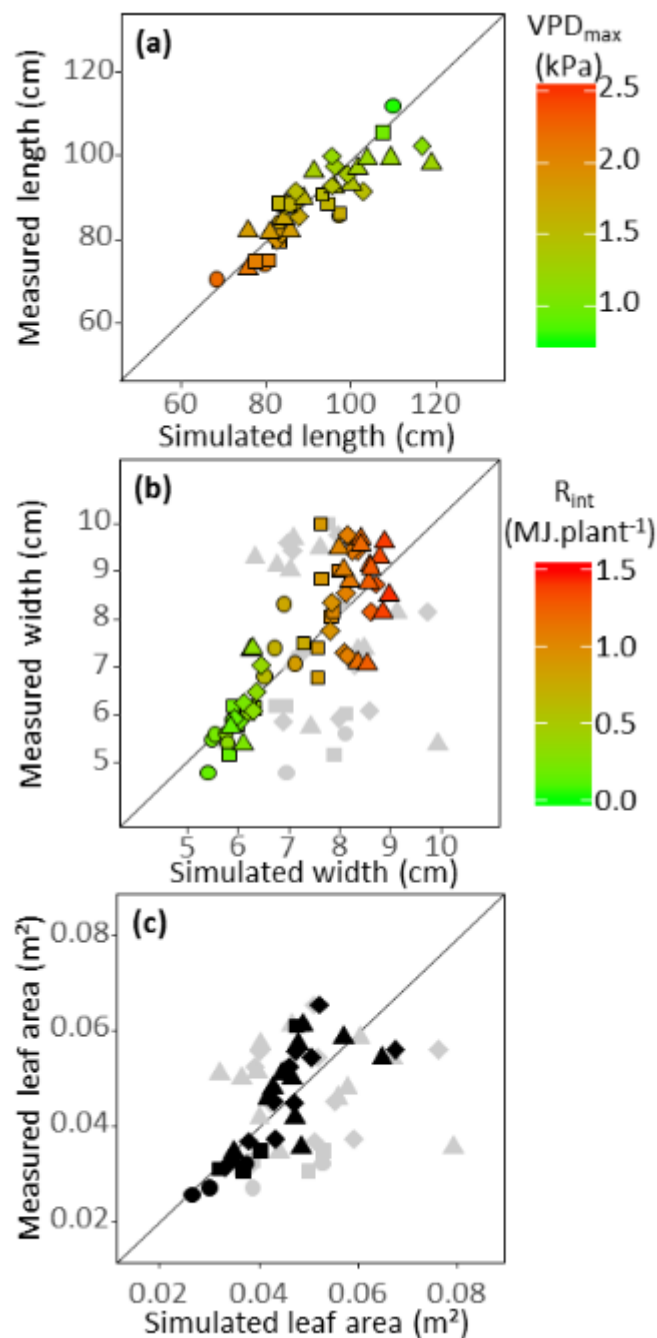 (a)
VPDmax
(kPa)
Measured length (cm)
120
100
80
60
60 80 100 120
Simulated length (cm)
2.5
2.0
1.5
1.0
(b)
Rint
(MJ.plant⁻¹)
Measured width (cm)
10
9
8
7
6
5
5 6 7 8 9 10
Simulated width (cm)
1.5
1.0
0.5
0.0
(c)
Measured leaf area (m²)
0.08
0.06
0.04
0.02
0.02 0.04 0.06 0.08
Simulated leaf area (m²)